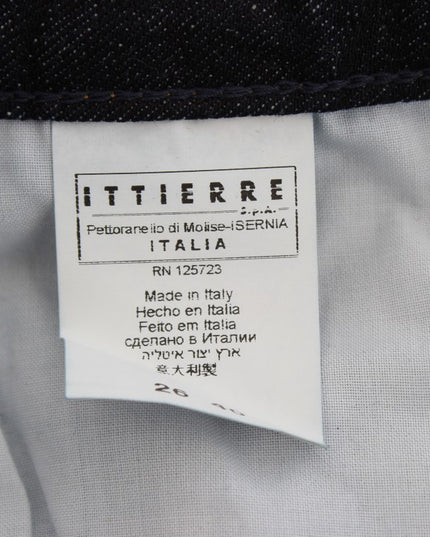 ITTIERRE
S.p.A.
Pettoranello di Molise-ISERNIA
ITALIA
RN 125723
Made in Italy
Hecho en Italia
Feito em Italia
сделано в Италии
ארץ יצור איטליה
意大利製
26